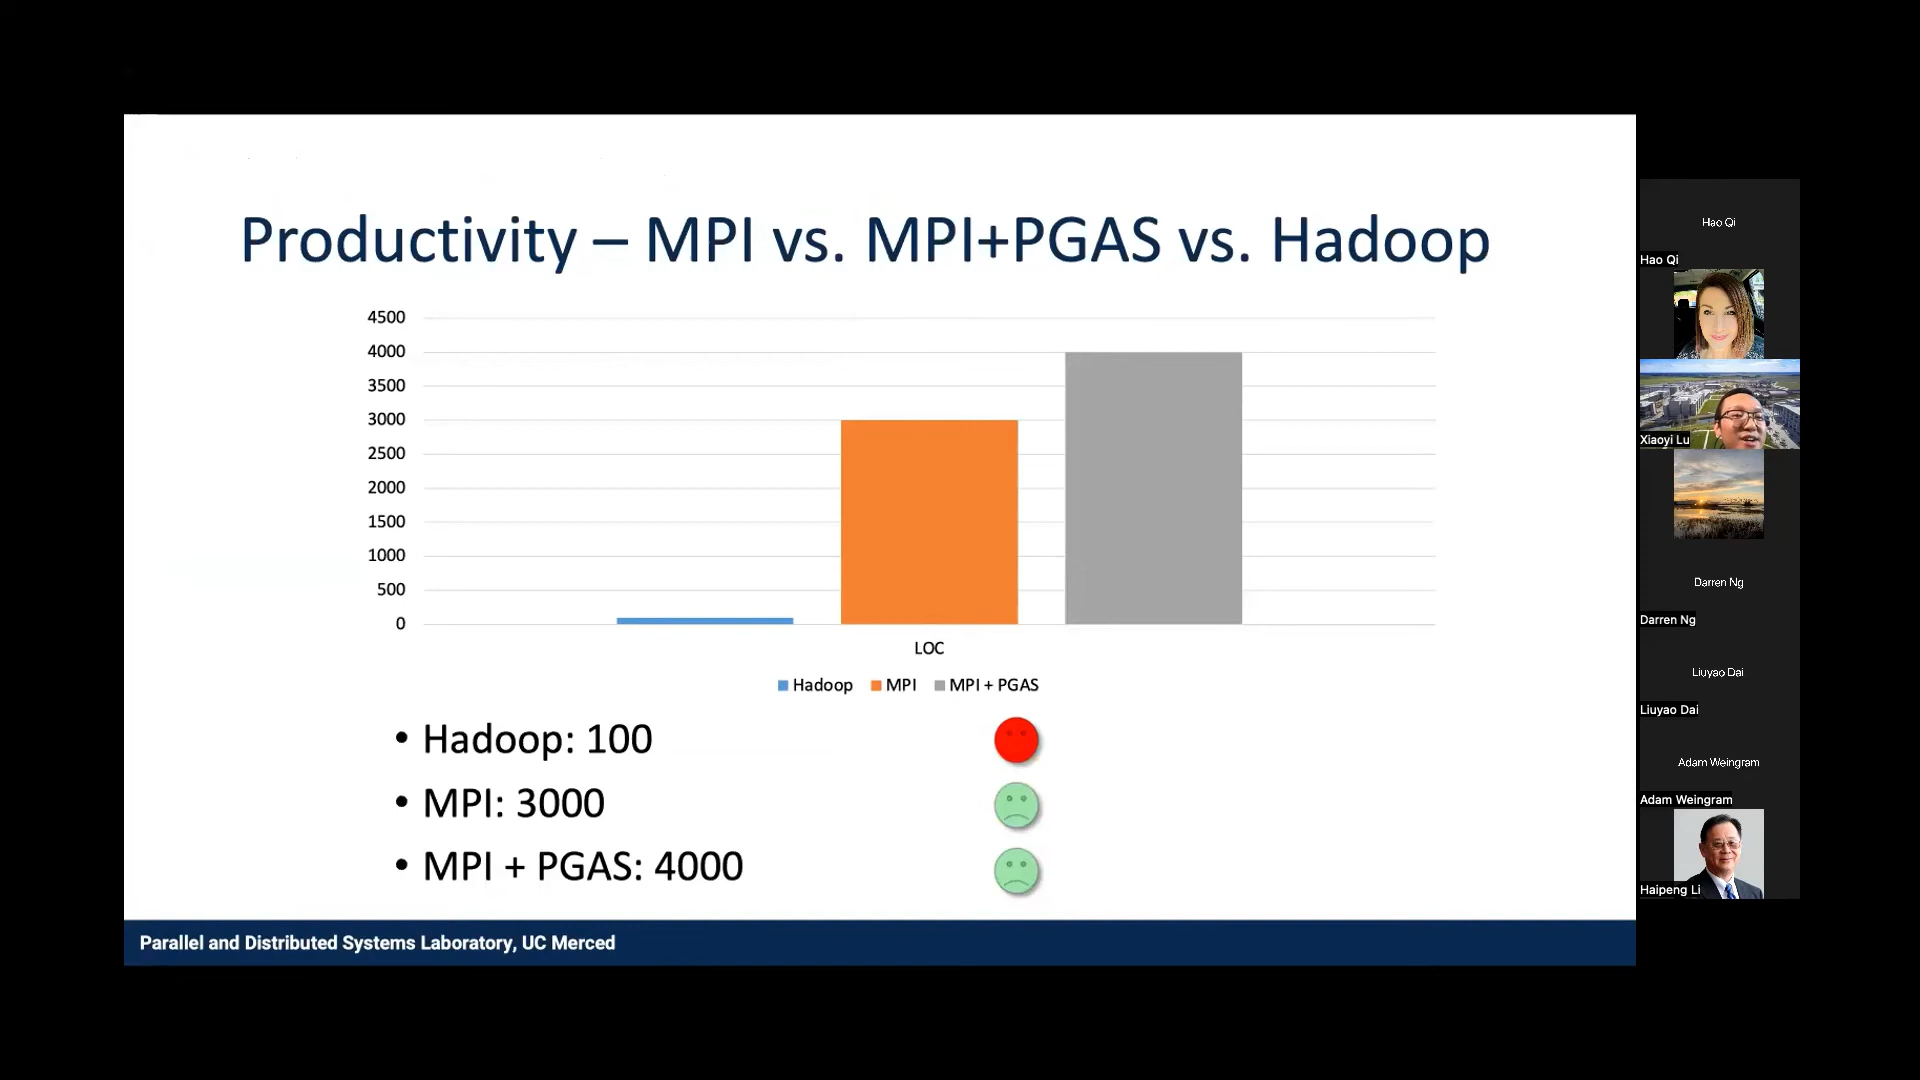 Productivity – MPI vs. MPI+PGAS vs. Hadoop
4500
4000
3500
3000
2500
2000
1500
1000
500
0
LOC
Hadoop MPI MPI + PGAS
• Hadoop: 100
• MPI: 3000
• MPI + PGAS: 4000
Parallel and Distributed Systems Laboratory, UC Merced
Hao Qi
Hao Qi
Xiaoyi Lu
Darren Ng
Darren Ng
Liuyao Dai
Liuyao Dai
Adam Weingram
Adam Weingram
Haipeng Li